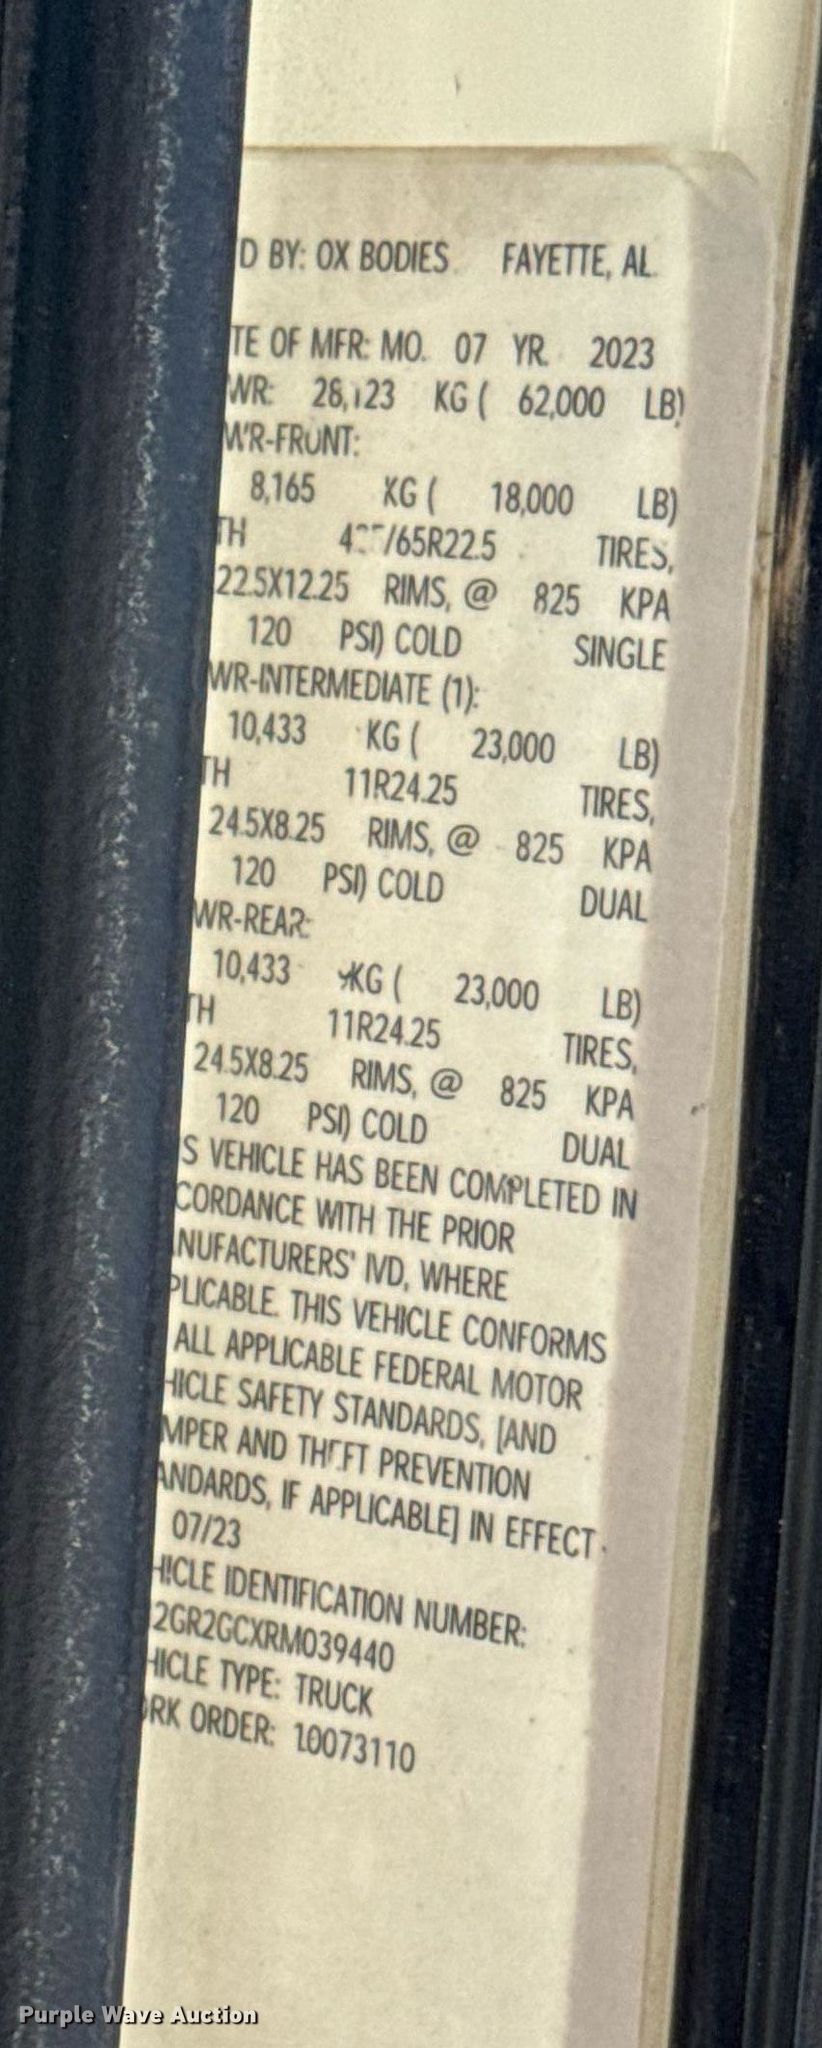 'D BY: OX BODIES FAYETTE, AL
TE OF MFR: MO. 07 YR. 2023
WR: 28,123 KG ( 62,000 LB)
WR-FRONT:
8,165 KG ( 18,000 LB)
TH /65R22.5 TIRES,
22.5X12.25 RIMS, @ 825 KPA
120 PSI) COLD SINGLE
WR-INTERMEDIATE (1):
10,433 KG ( 23,000 LB)
TH 11R24.25 TIRES,
24.5X8.25 RIMS, @ 825 KPA
120 PSI) COLD DUAL
WR-REAR:
10,433 KG ( 23,000 LB)
TH 11R24.25 TIRES,
24.5X8.25 RIMS, @ 825 KPA
120 PSI) COLD DUAL
S VEHICLE HAS BEEN COMPLETED IN
CORDANCE WITH THE PRIOR
NUFACTURERS' IVD, WHERE
PLICABLE. THIS VEHICLE CONFORMS
ALL APPLICABLE FEDERAL MOTOR
HICLE SAFETY STANDARDS, [AND
MPER AND THEFT PREVENTION
ANDARDS, IF APPLICABLE] IN EFFECT
07/23
HICLE IDENTIFICATION NUMBER:
2GR2GCXRM039440
HICLE TYPE: TRUCK
ORK ORDER: 10073110
Purple Wave Auction